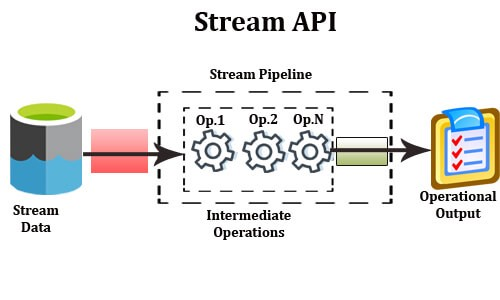 Stream API
Stream Pipeline
Op.1
Op.2
Op.N
Stream
Data
Intermediate
Operations
Operational
Output